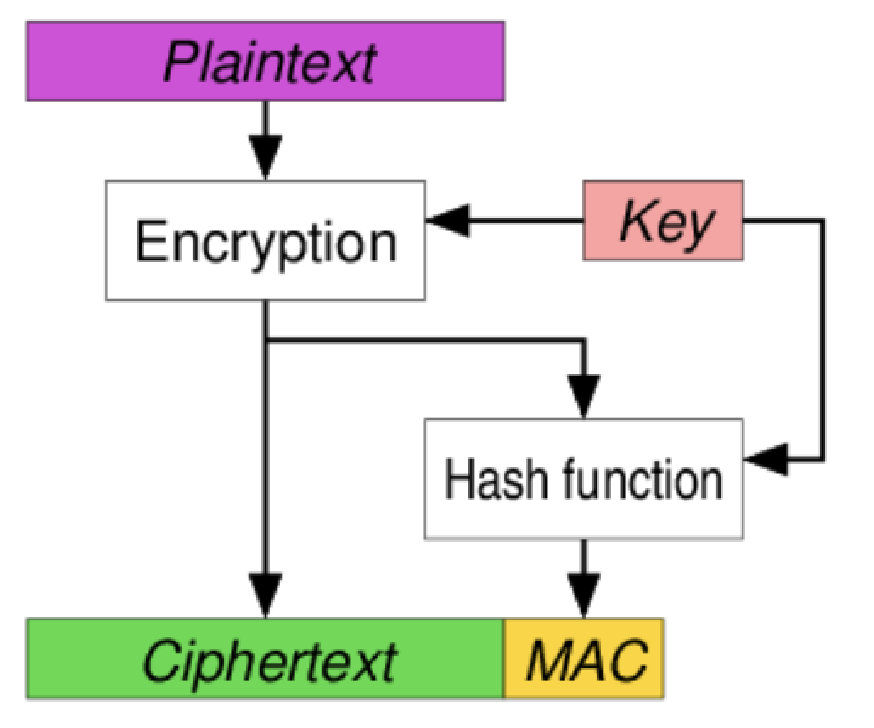 Plaintext
Encryption
Key
Hash function
Ciphertext
MAC